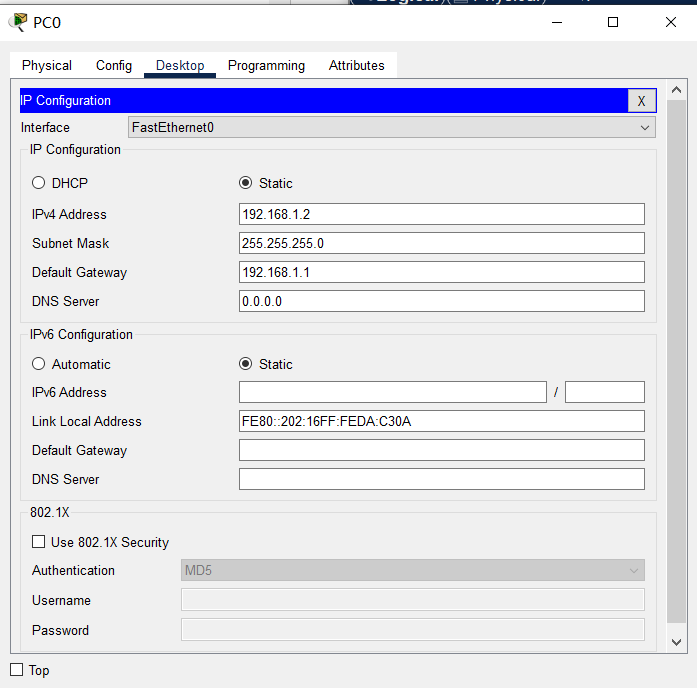 Logical Physical
PC0
Physical Config Desktop Programming Attributes
IP Configuration X
Interface FastEthernet0
IP Configuration
DHCP Static
IPv4 Address 192.168.1.2
Subnet Mask 255.255.255.0
Default Gateway 192.168.1.1
DNS Server 0.0.0.0
IPv6 Configuration
Automatic Static
IPv6 Address /
Link Local Address FE80::202:16FF:FEDA:C30A
Default Gateway
DNS Server
802.1X
Use 802.1X Security
Authentication MD5
Username
Password
Top